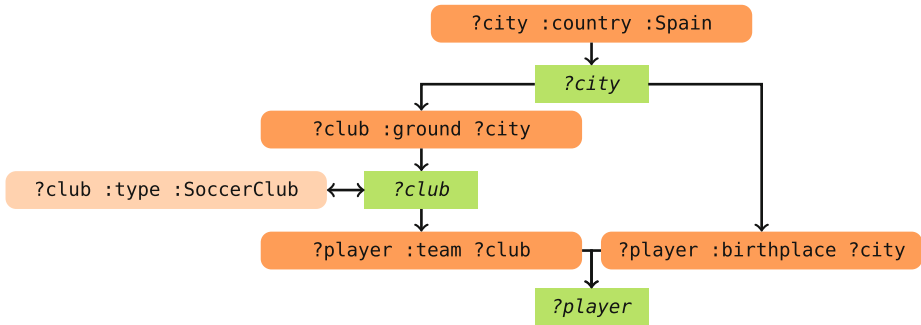 ?city :country :Spain
?city
?club :ground ?city
?club :type :SoccerClub
?club
?player :team ?club
?player :birthplace ?city
?player